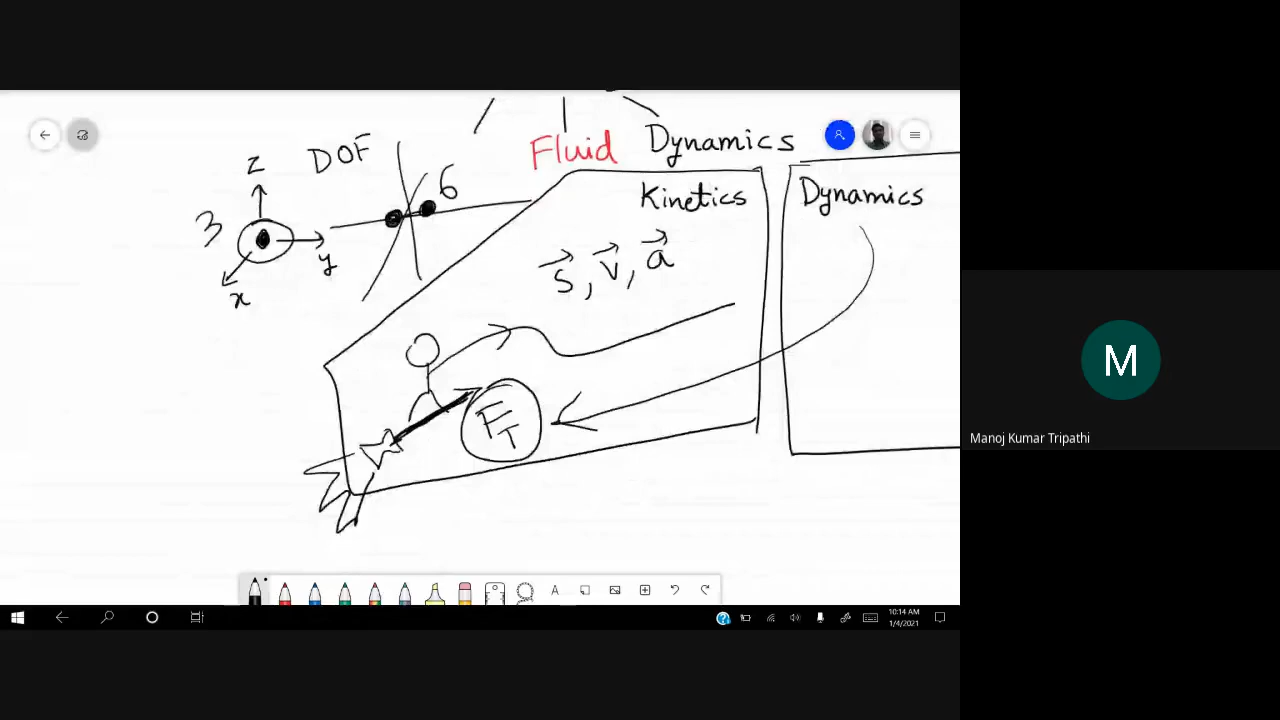 Fluid Dynamics
DOF
z
6
3
y
x
Kinetics
Dynamics
s, v, a
F
T
A
M
Manoj Kumar Tripathi
10:14 AM
1/4/2021